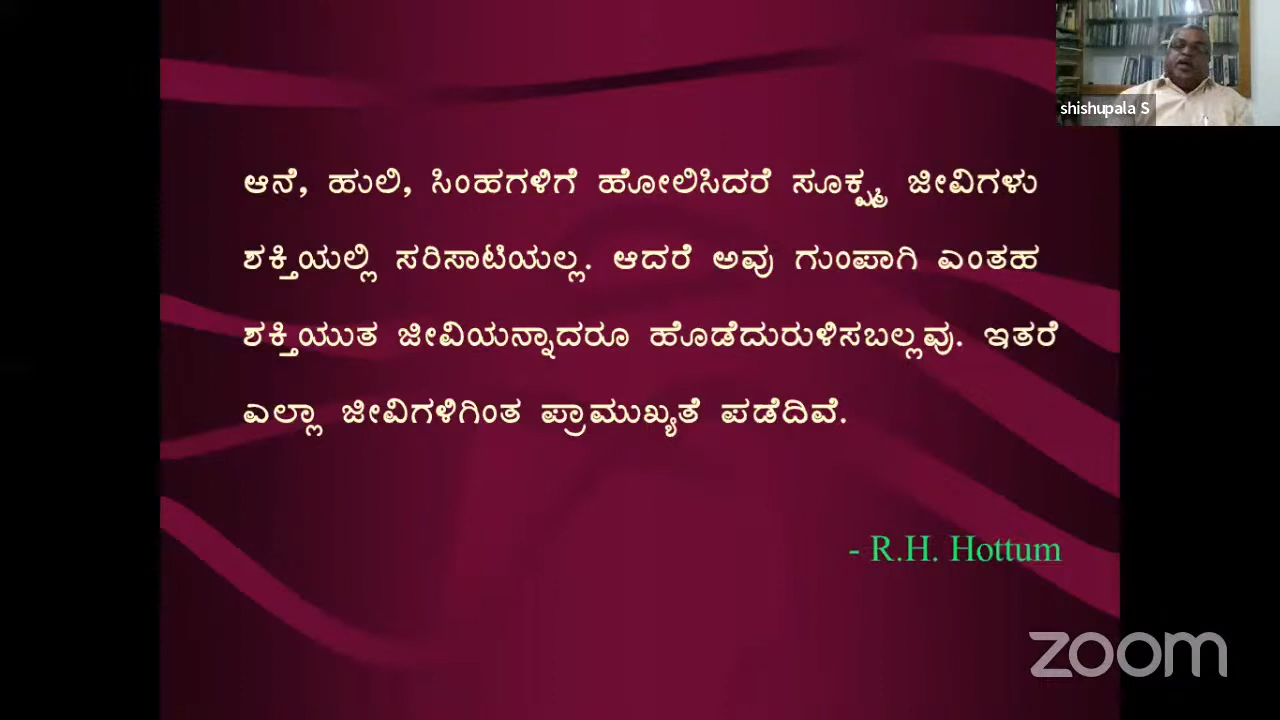 shishupala S
ಆನೆ, ಹುಲಿ, ಸಿಂಹಗಳಿಗೆ ಹೋಲಿಸಿದರೆ ಸೂಕ್ಷ್ಮ ಜೀವಿಗಳು
ಶಕ್ತಿಯಲ್ಲಿ ಸರಿಸಾಟಿಯಲ್ಲ. ಆದರೆ ಅವು ಗುಂಪಾಗಿ ಎಂತಹ
ಶಕ್ತಿಯುತ ಜೀವಿಯನ್ನಾದರೂ ಹೊಡೆದುರುಳಿಸಬಲ್ಲವು. ಇತರೆ
ಎಲ್ಲಾ ಜೀವಿಗಳಿಗಿಂತ ಪ್ರಾಮುಖ್ಯತೆ ಪಡೆದಿವೆ.
- R.H. Hottum
zoom